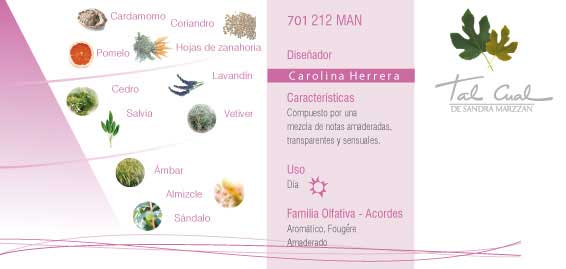 Cardamomo
Coriandro
Pomelo
Hojas de zanahoria
Lavandín
Cedro
Salvia
Vetiver
Ámbar
Almizcle
Sándalo
701 212 MAN
Diseñador
Carolina Herrera
Características
Compuesto por una
mezcla de notas amaderadas,
transparentes y sensuales.
Uso
Día
Familia Olfativa - Acordes
Aromático, Fougére
Amaderado
Tal Cual
DE SANDRA MARZZAN